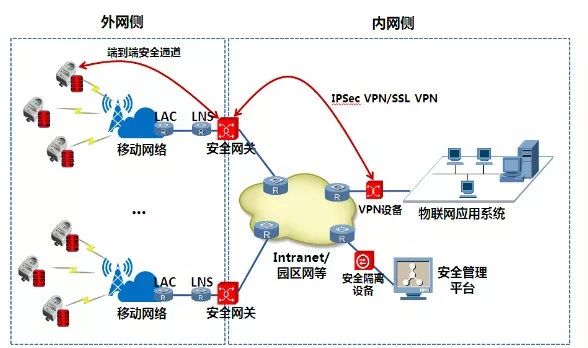 外网侧
内网侧
端到端安全通道
IPSec VPN/SSL VPN
LAC
LNS
移动网络
安全网关
R
R
R
R
R
R
VPN设备
物联网应用系统
...
Intranet/
园区网等
安全隔离
设备
安全管理
平台
LAC
LNS
移动网络
安全网关
R
R